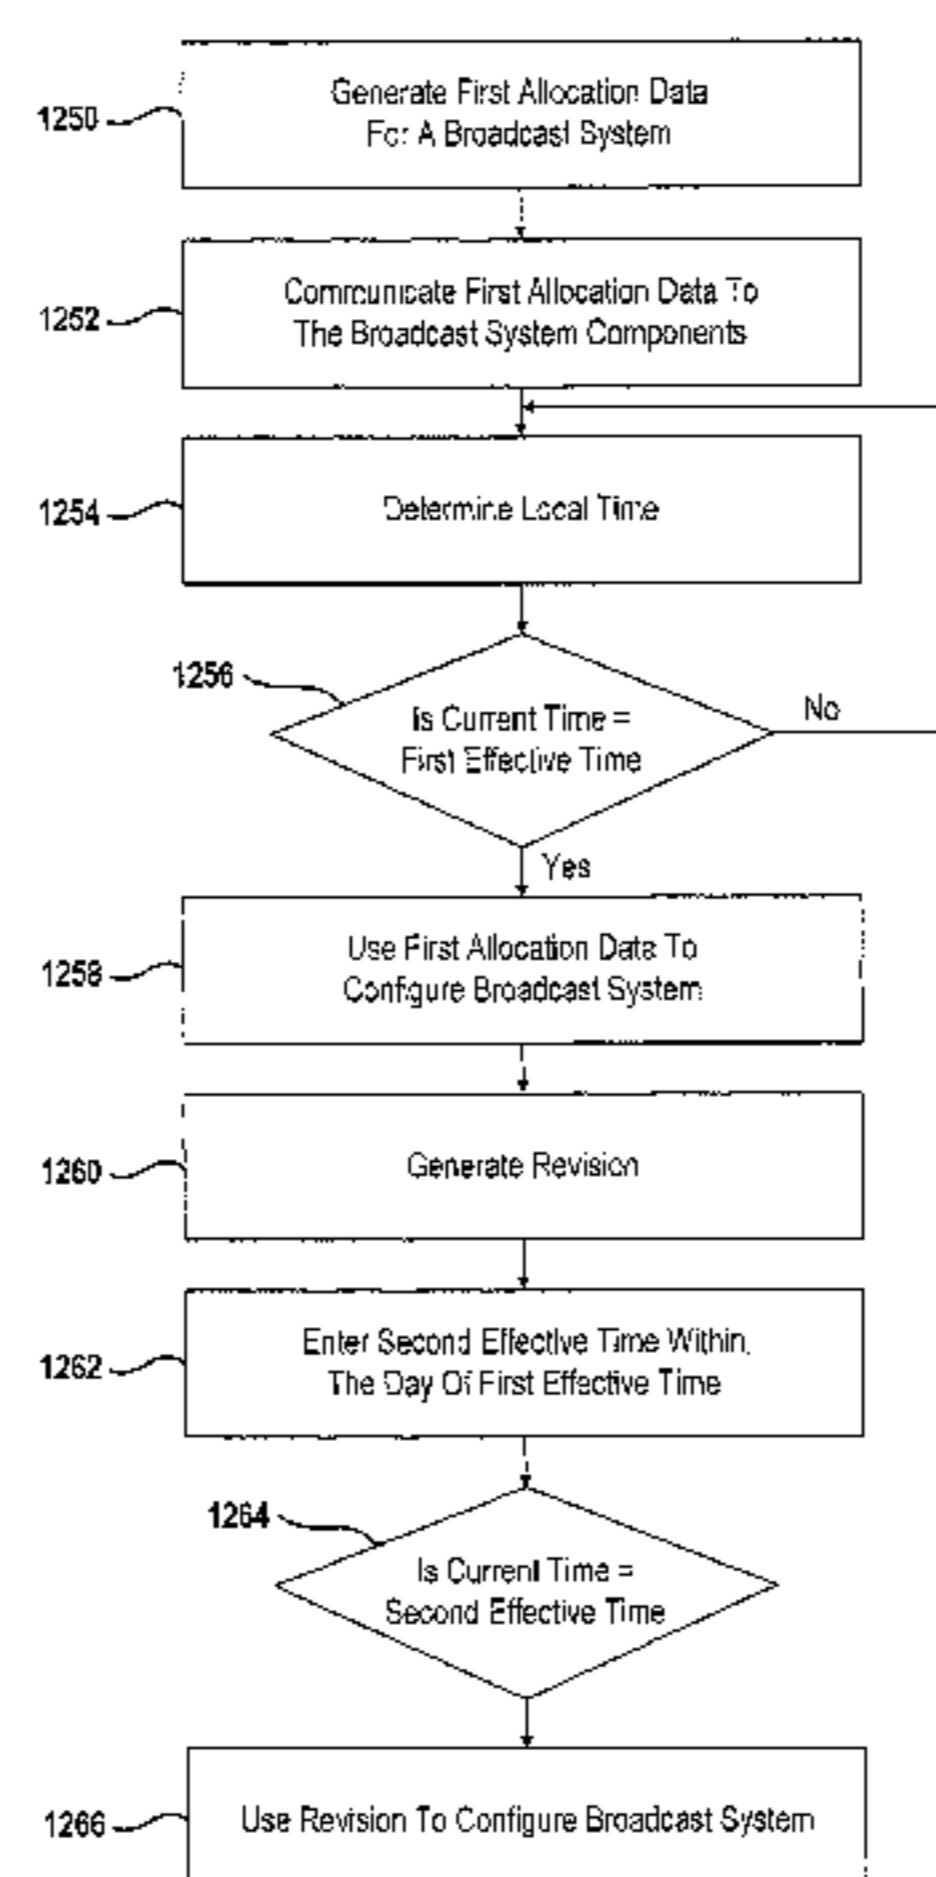 1250
Generate First Allocation Data
For A Broadcast System
1252
Communicate First Allocation Data To
The Broadcast System Components
1254
Determine Local Time
1256
Is Current Time =
First Effective Time
No
Yes
1258
Use First Allocation Data To
Configure Broadcast System
1260
Generate Revision
1262
Enter Second Effective Time Within
The Day Of First Effective Time
1264
Is Current Time =
Second Effective Time
1266
Use Revision To Configure Broadcast System